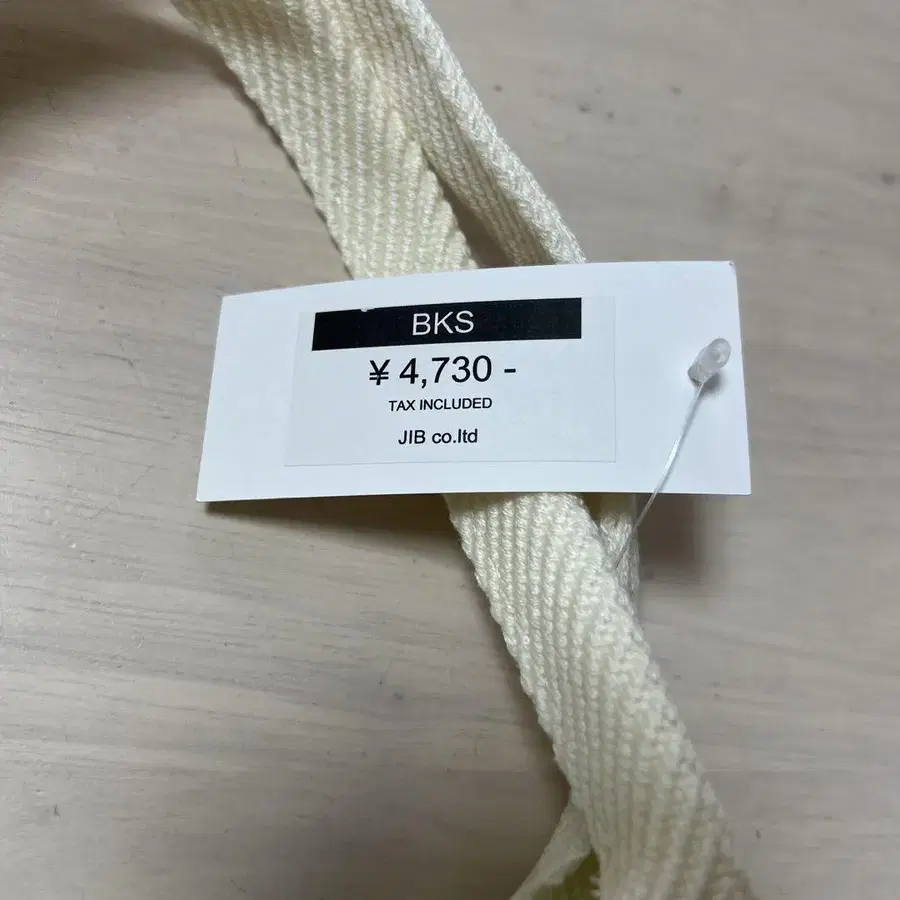 BKS
¥ 4,730 -
TAX INCLUDED
JIB co.ltd